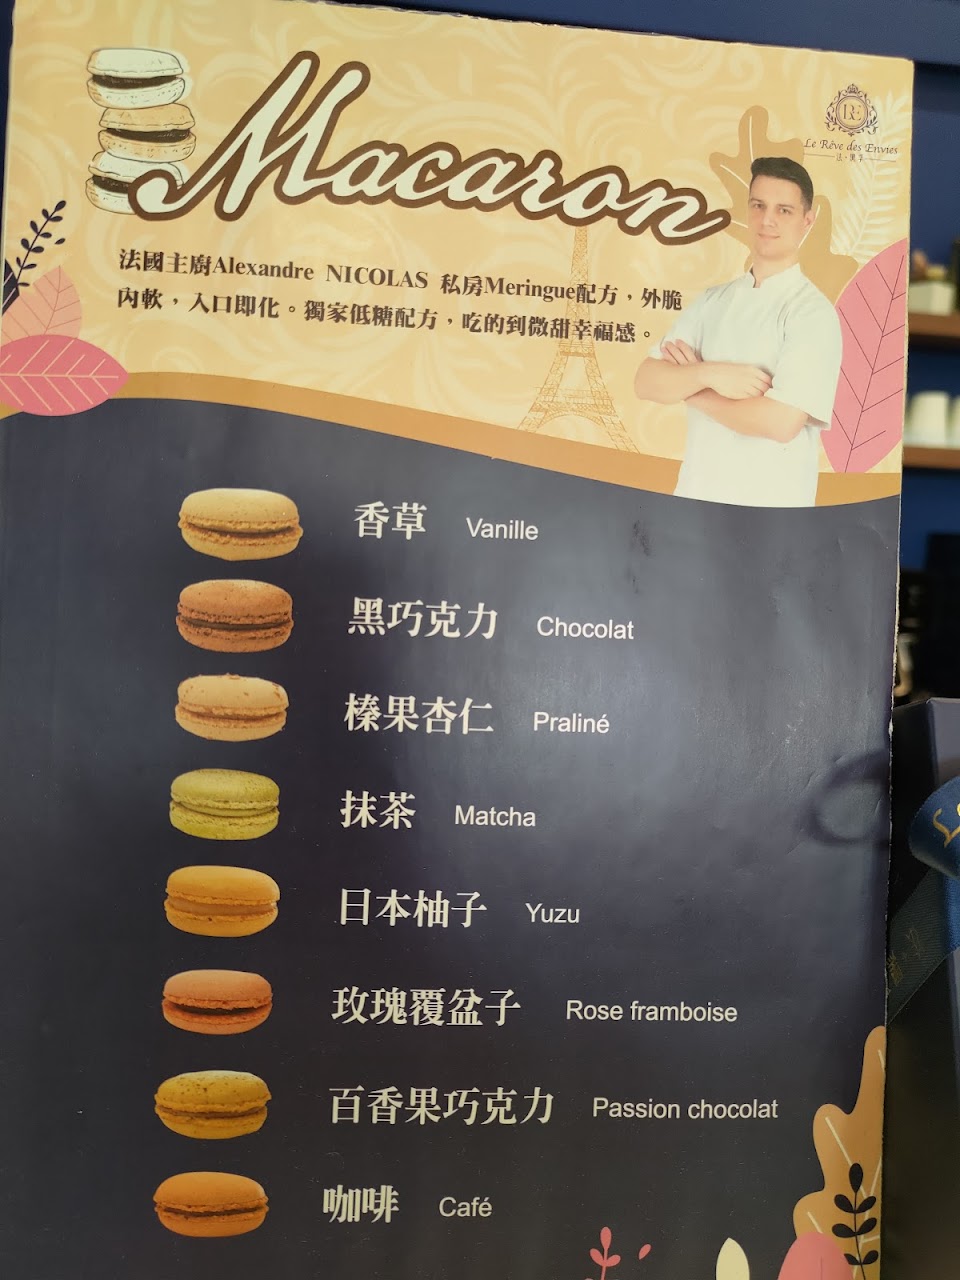 Macaron
Le Rêve des Envies
法國主廚Alexandre NICOLAS 私房Meringue配方，外脆
內軟，入口即化。獨家低糖配方，吃的到微甜幸福感。
香草 Vanille
黑巧克力 Chocolat
榛果杏仁 Praliné
抹茶 Matcha
日本柚子 Yuzu
玫瑰覆盆子 Rose framboise
百香果巧克力 Passion chocolat
咖啡 Café